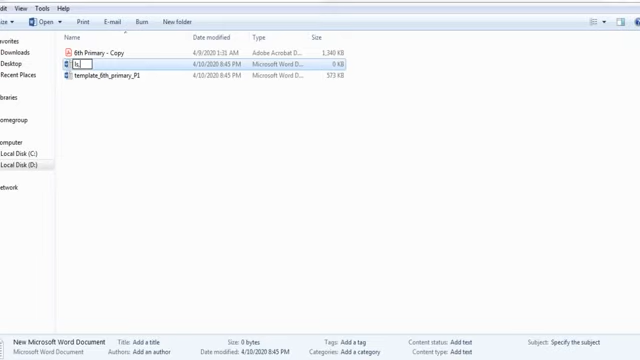 dit View Tools Help
ize Open Print E-mail Burn New folder
avorites
Downloads
Desktop
Recent Places
ibraries
omegroup
omputer
Local Disk (C:)
Local Disk (D:)
etwork
Name Date modified Type Size
6th Primary - Copy 4/9/2020 1:31 AM Adobe Acrobat D... 1,340 KB
4/10/2020 8:45 PM Microsoft Word D... 0 KB
template_6th_primary_P1 4/10/2020 8:45 PM Microsoft Word D... 573 KB
New Microsoft Word Document Title: Add a title Size: 0 bytes Tags: Add a tag Content status: Add text Subject: Specify the subject
Microsoft Word Document Authors: Add an author Date modified: 4/10/2020 8:45 PM Categories: Add a category Content type: Add text